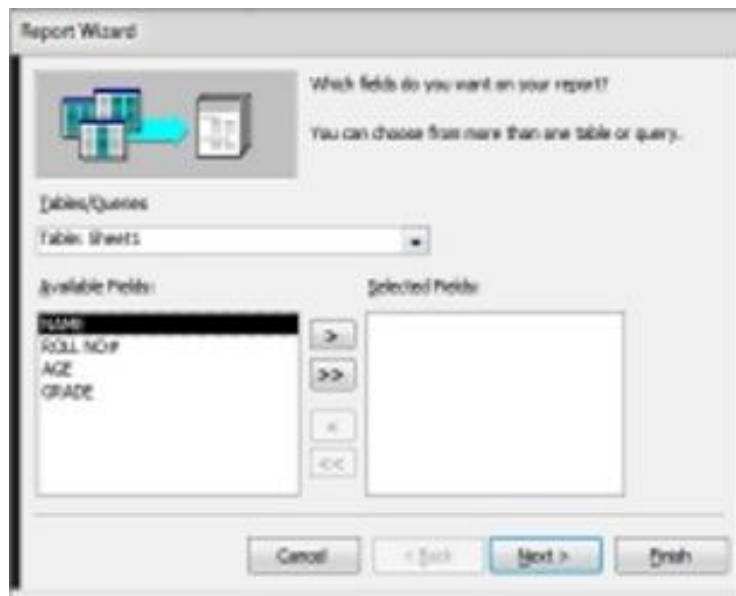 Report Wizard
Which fields do you want on your report?
You can choose from more than one table or query.
Tables/Queries
Table: Sheet1
Available Fields:
Selected Fields:
NAME
ROLL NO#
AGE
GRADE
>
>>
<
<<
Cancel
< Back
Next >
Finish